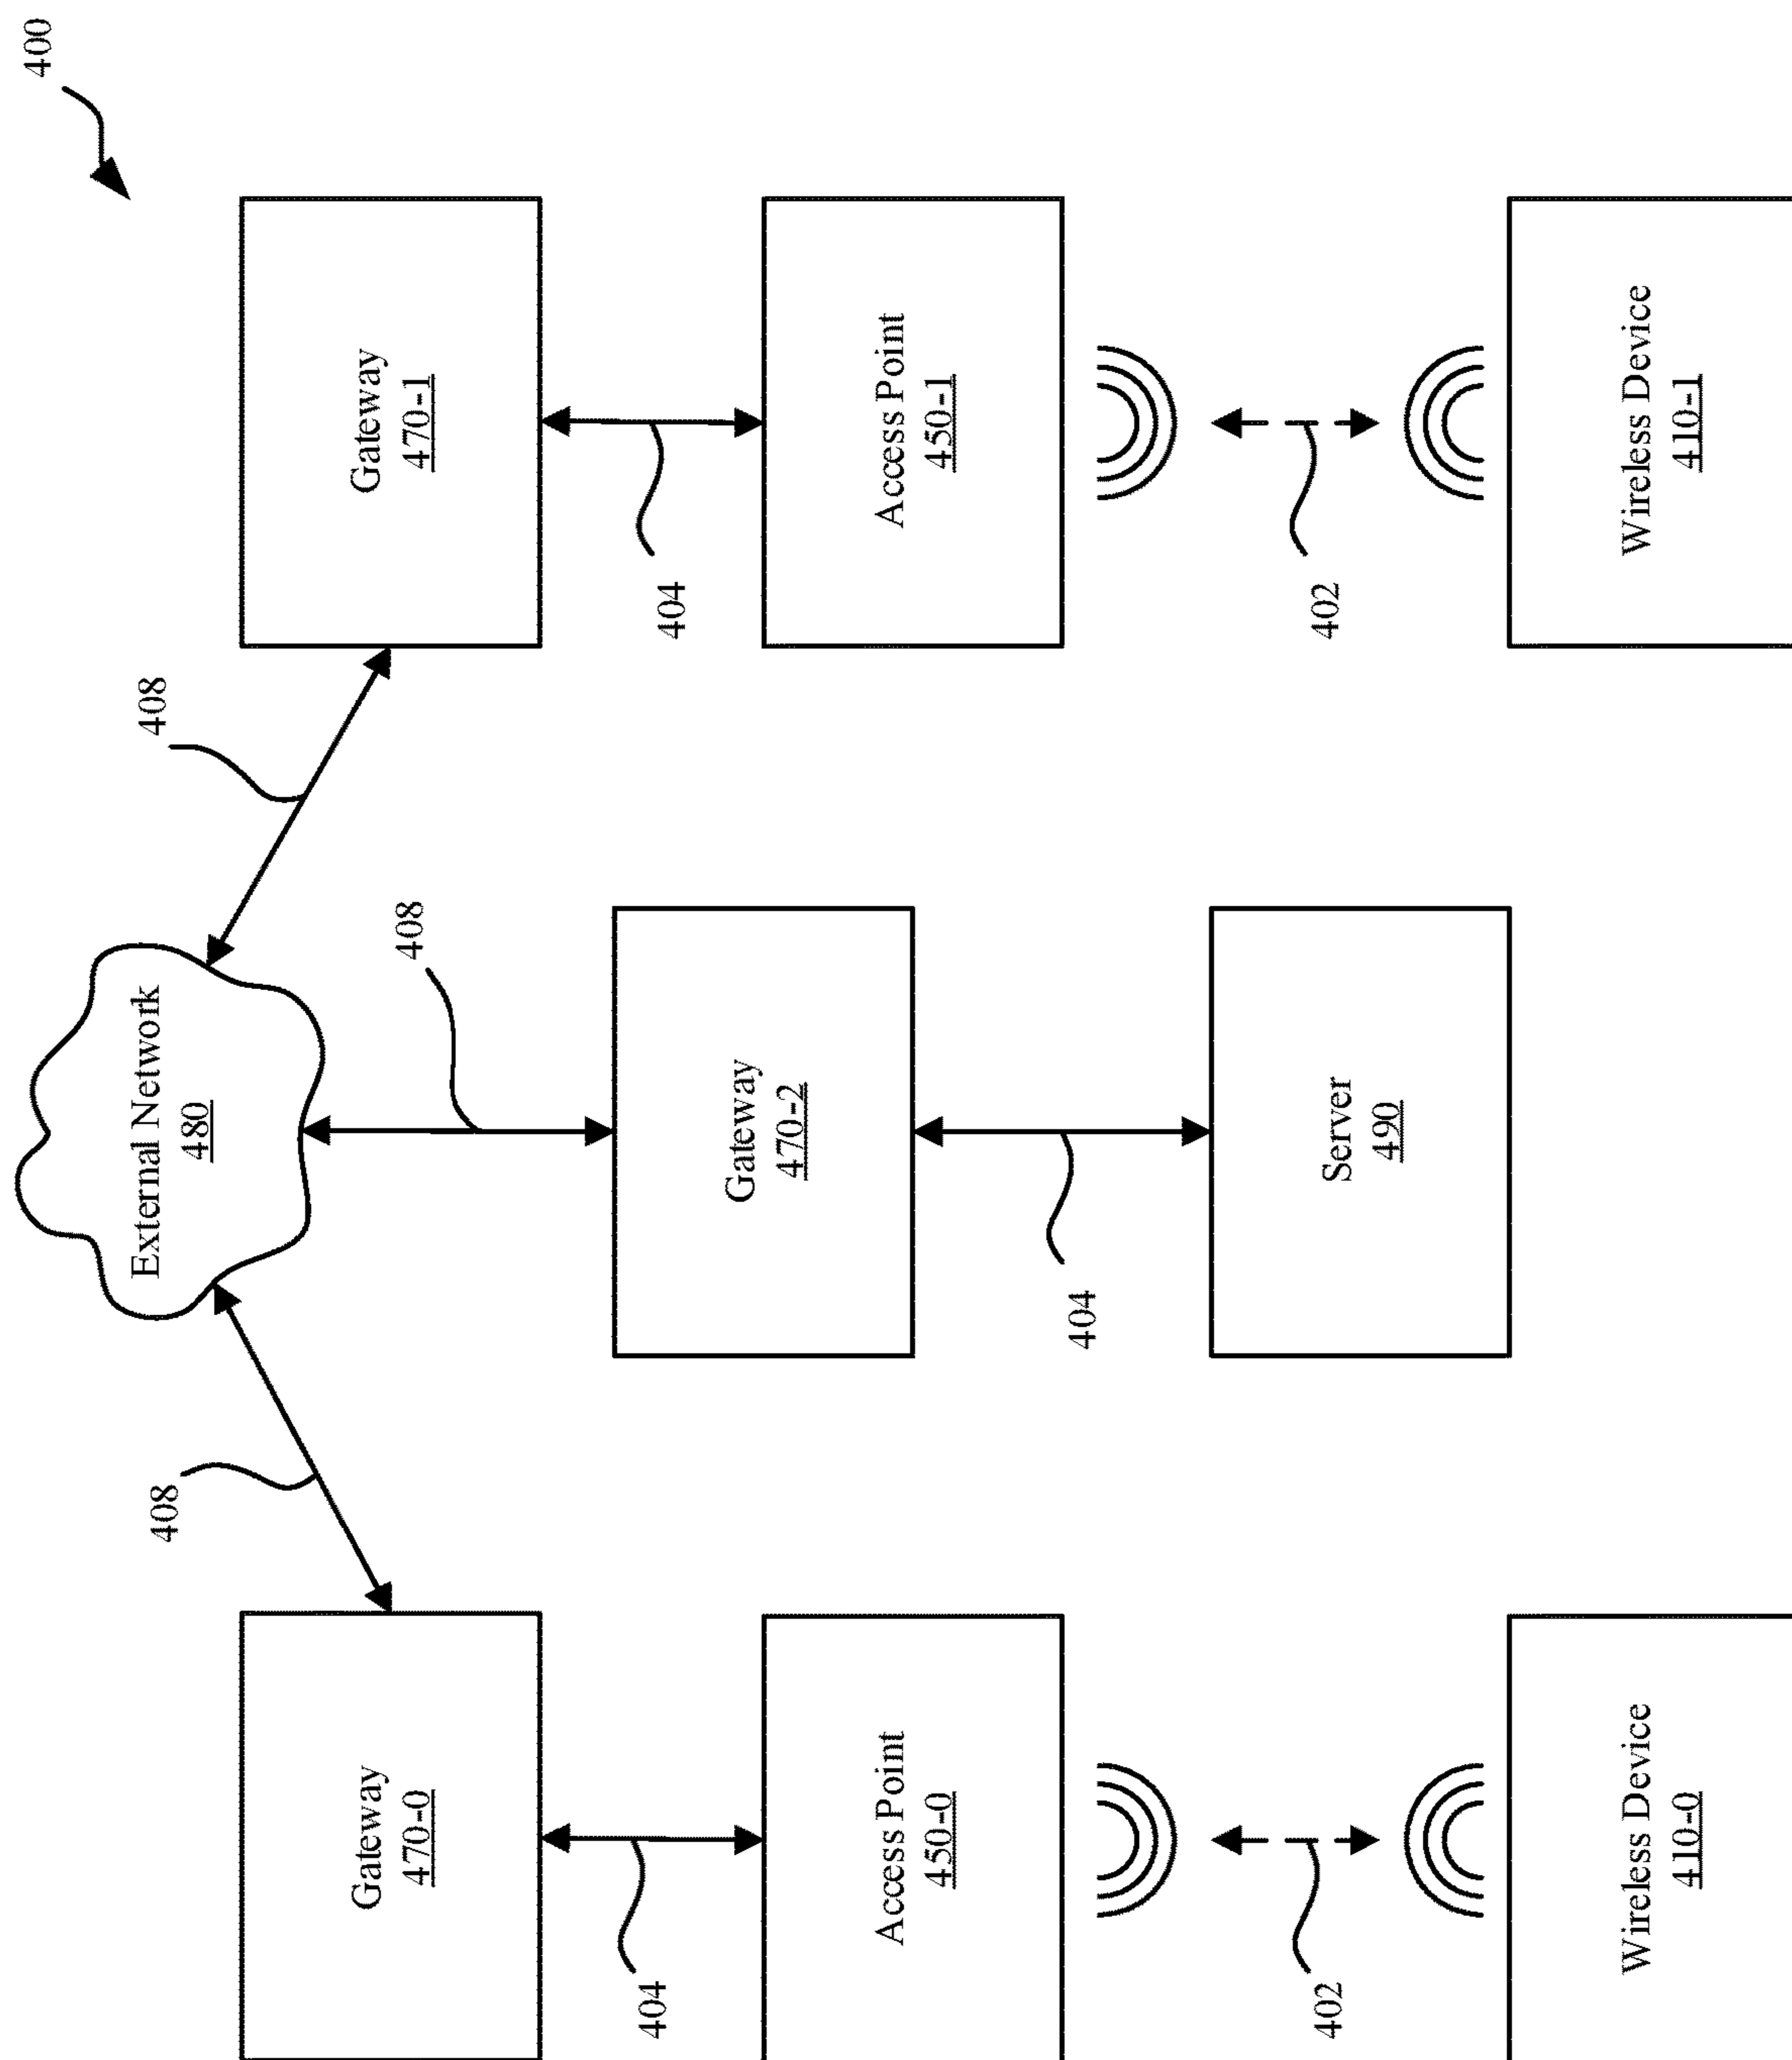 400
External Network
480
408
408
408
Gateway
470-0
Gateway
470-1
404
404
Gateway
470-2
Access Point
450-0
Access Point
450-1
404
402
402
Server
490
Wireless Device
410-0
Wireless Device
410-1